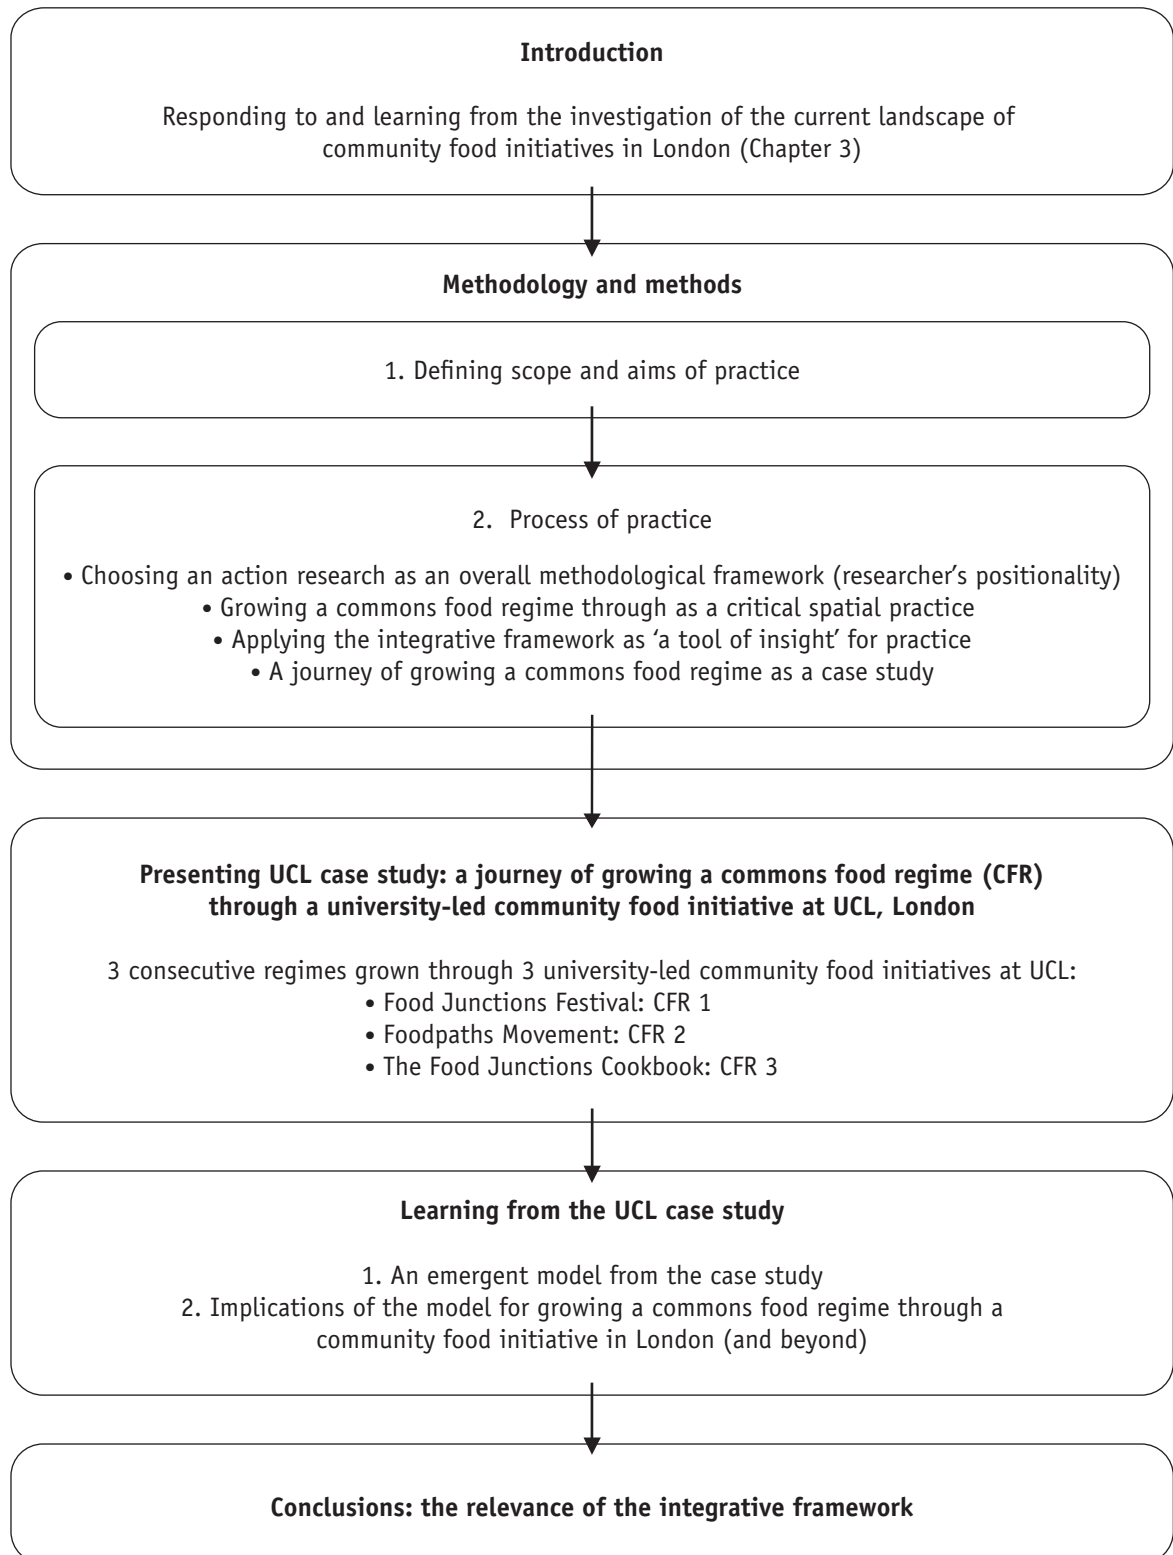 Introduction
Responding to and learning from the investigation of the current landscape of
community food initiatives in London (Chapter 3)
Methodology and methods
1. Defining scope and aims of practice
2. Process of practice
• Choosing an action research as an overall methodological framework (researcher's positionality)
• Growing a commons food regime through as a critical spatial practice
• Applying the integrative framework as 'a tool of insight' for practice
• A journey of growing a commons food regime as a case study
Presenting UCL case study: a journey of growing a commons food regime (CFR)
through a university-led community food initiative at UCL, London
3 consecutive regimes grown through 3 university-led community food initiatives at UCL:
• Food Junctions Festival: CFR 1
• Foodpaths Movement: CFR 2
• The Food Junctions Cookbook: CFR 3
Learning from the UCL case study
1. An emergent model from the case study
2. Implications of the model for growing a commons food regime through a
community food initiative in London (and beyond)
Conclusions: the relevance of the integrative framework